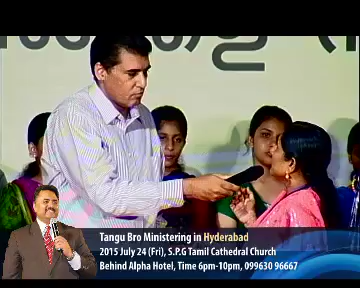 Tangu Bro Ministering in Hyderabad
2015 July 24 (Fri), S.P.G Tamil Cathedral Church
Behind Alpha Hotel, Time 6pm-10pm, 099630 96667